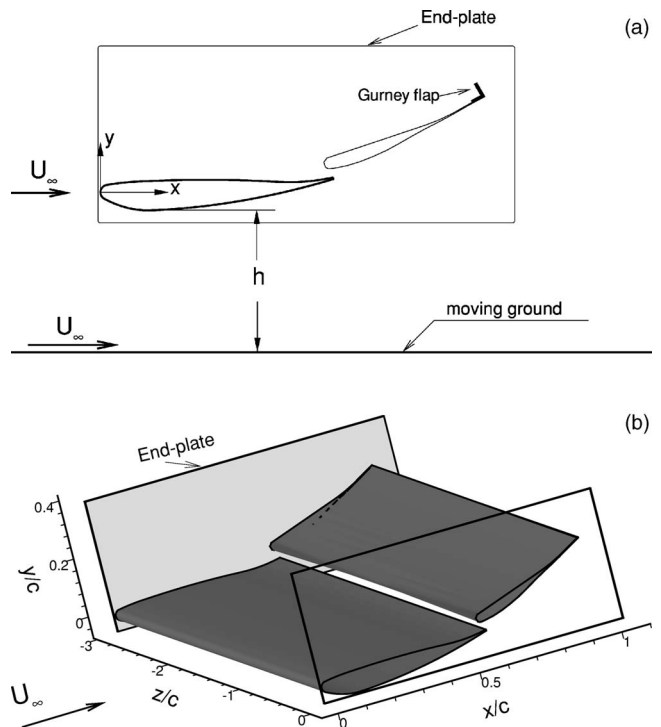 End-plate
(a)
Gurney flap
y
x
U∞
h
U∞
moving ground
(b)
End-plate
0.4
0.2
0
y/c
-3
-2
-1
0
z/c
0
0.5
1
x/c
U∞